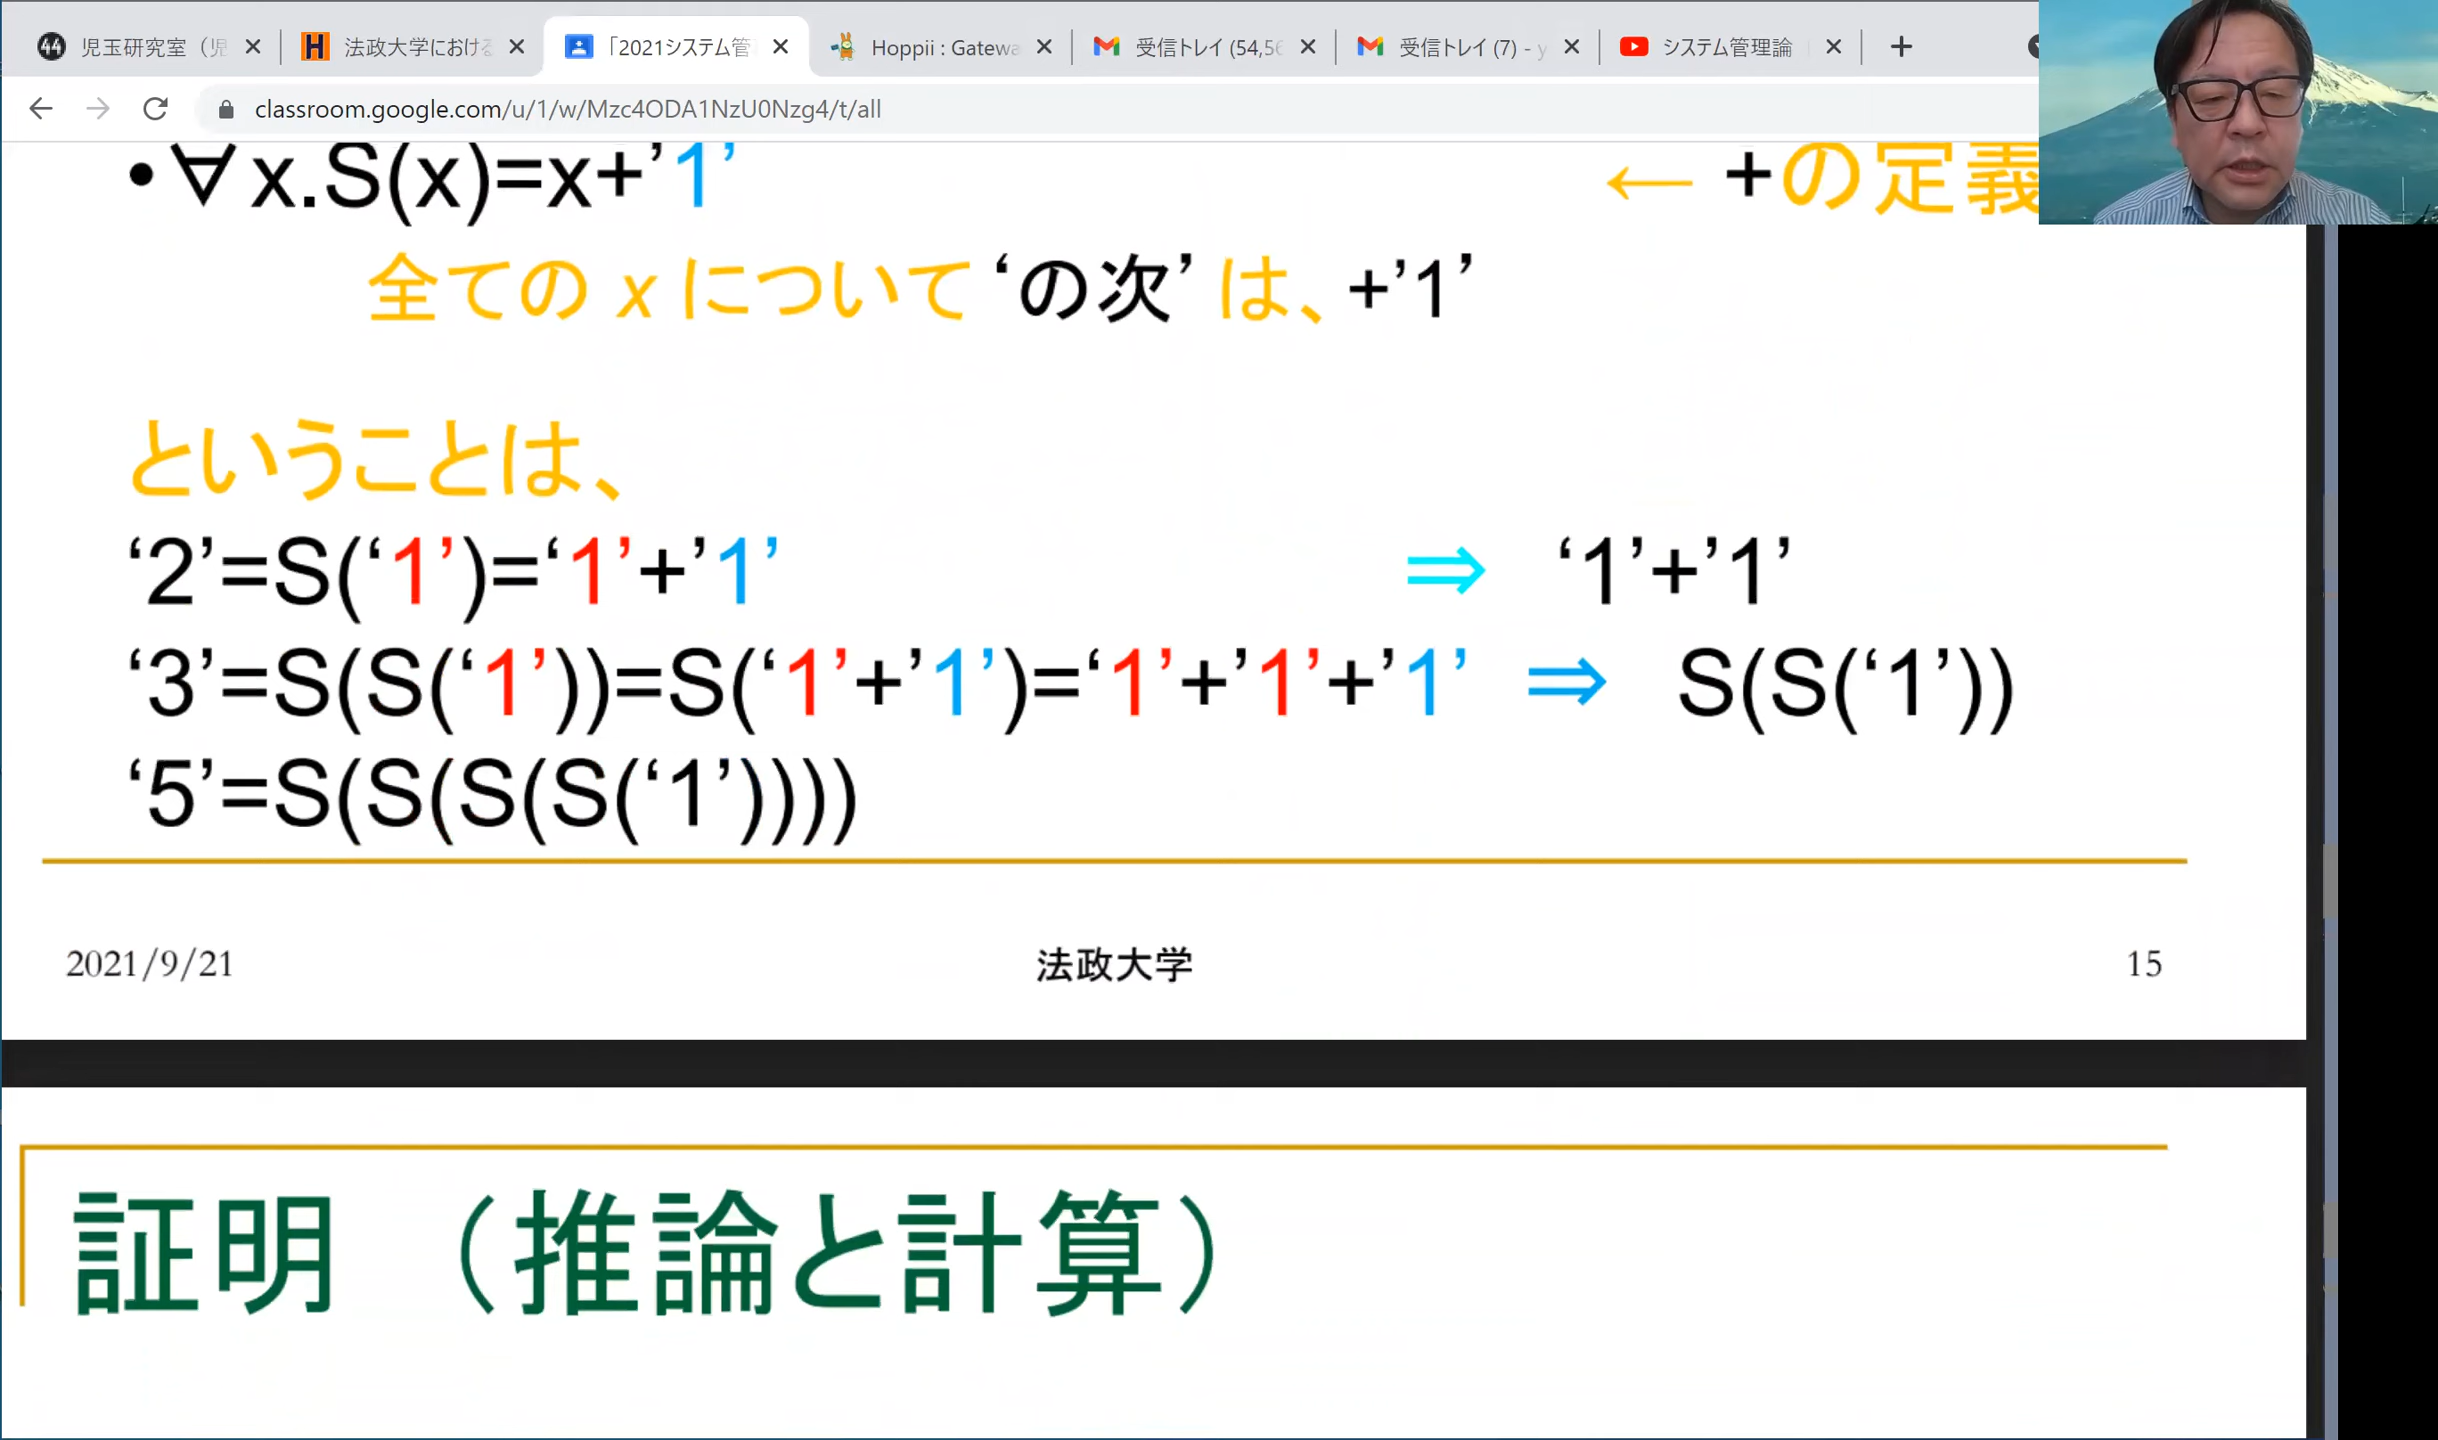 児玉研究室（児
法政大学におけ
「2021システム管
Hoppii : Gatewa
受信トレイ (54,56
受信トレイ (7) - y
システム管理論
classroom.google.com/u/1/w/Mzc4ODA1NzU0Nzg4/t/all
•∀x.S(x)=x+’1’ ← +の定義
全ての x について ‘の次’ は、+’1’
ということは、
‘2’=S(‘1’)=‘1’+’1’ ⇒ ‘1’+’1’
‘3’=S(S(‘1’))=S(‘1’+’1’)=‘1’+’1’+’1’ ⇒ S(S(‘1’))
‘5’=S(S(S(S(‘1’))))
2021/9/21 法政大学 15
証明 （推論と計算）